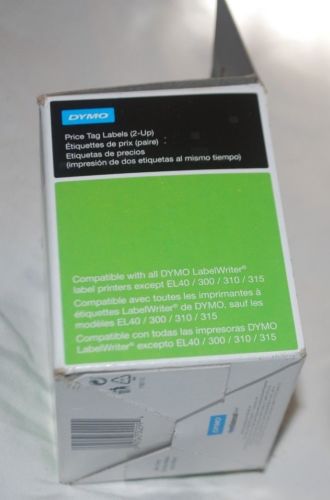 DYMO
Price Tag Labels (2-Up)
Étiquettes de prix (paire)
Etiquetas de precios
(impresión de dos etiquetas al mismo tiempo)
Compatible with all DYMO LabelWriter®
label printers except EL40 / 300 / 310 / 315
Compatible avec toutes les imprimantes à
étiquettes LabelWriter® de DYMO, sauf les
modèles EL40 / 300 / 310 / 315
Compatible con todas las impresoras DYMO
LabelWriter® excepto EL40 / 300 / 310 / 315
DYMO